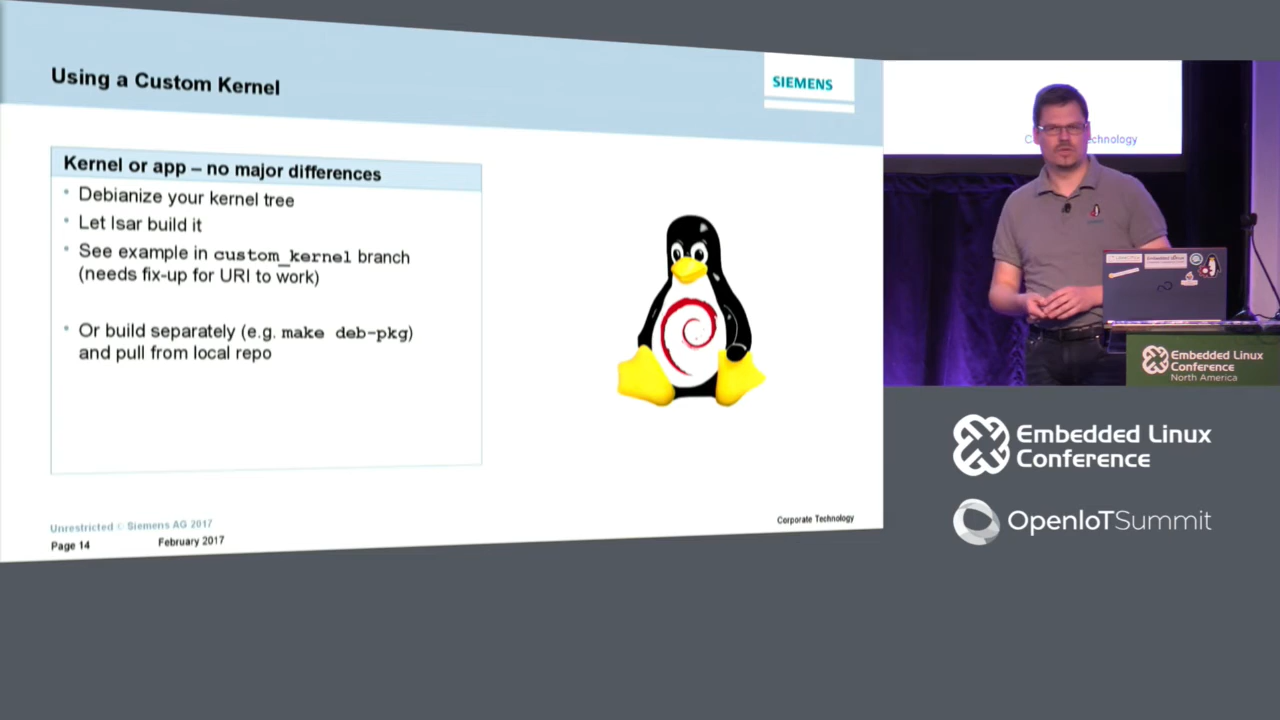 Using a Custom Kernel
SIEMENS
Kernel or app – no major differences
• Debianize your kernel tree
• Let Isar build it
• See example in custom_kernel branch
(needs fix-up for URI to work)
• Or build separately (e.g. make deb-pkg)
and pull from local repo
Unrestricted © Siemens AG 2017
Page 14
February 2017
Corporate Technology
echnology
Embedded Linux
Conference
North America
Embedded Linux
Conference
OpenIoTSummit